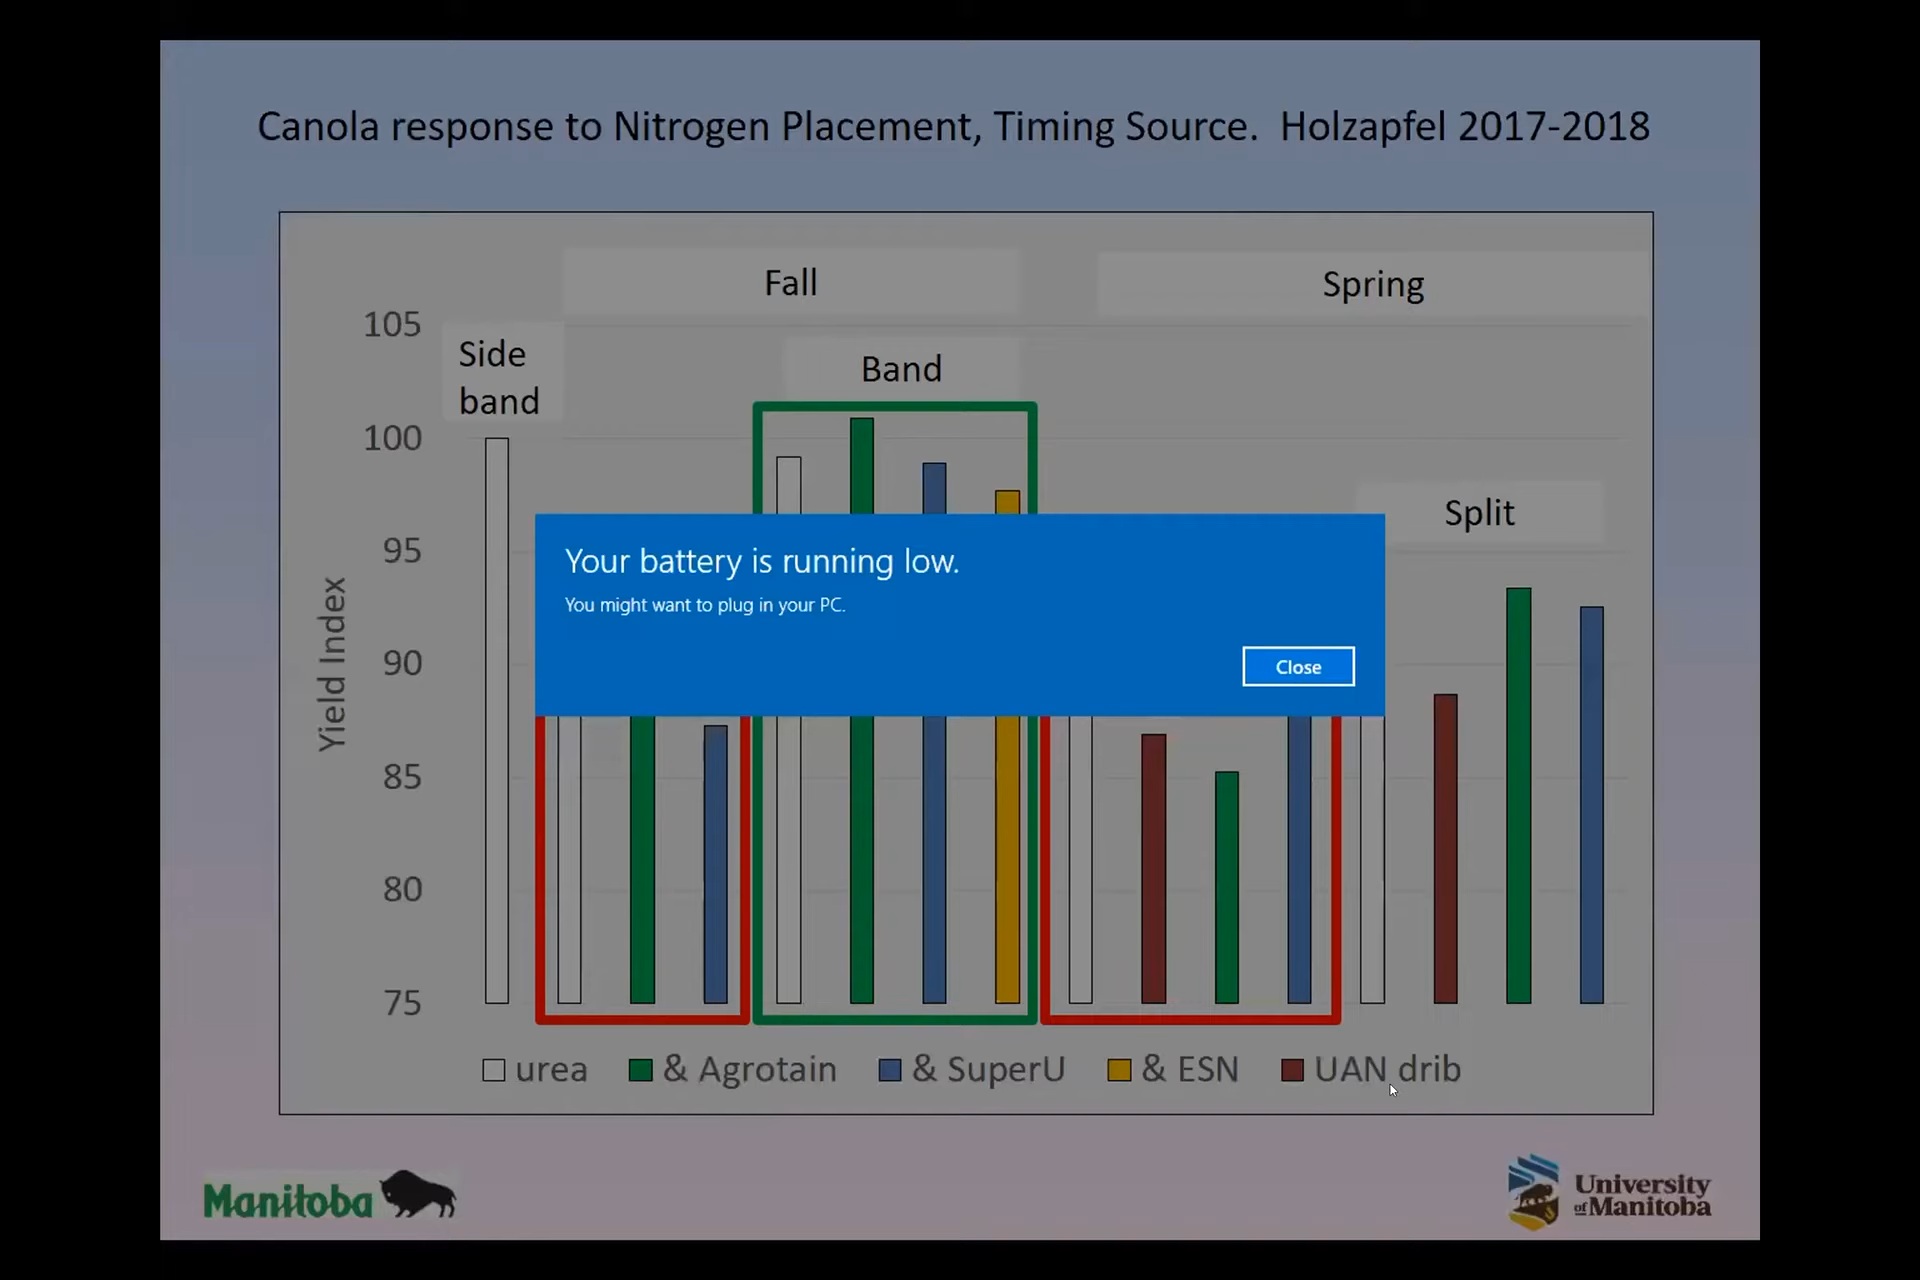 Canola response to Nitrogen Placement, Timing Source. Holzapfel 2017-2018
Fall
Spring
105
Side
band
Band
100
Split
95
Your battery is running low.
You might want to plug in your PC.
Close
Yield Index
90
85
80
75
urea
& Agrotain
& SuperU
& ESN
UAN drib
Manitoba
University
of Manitoba